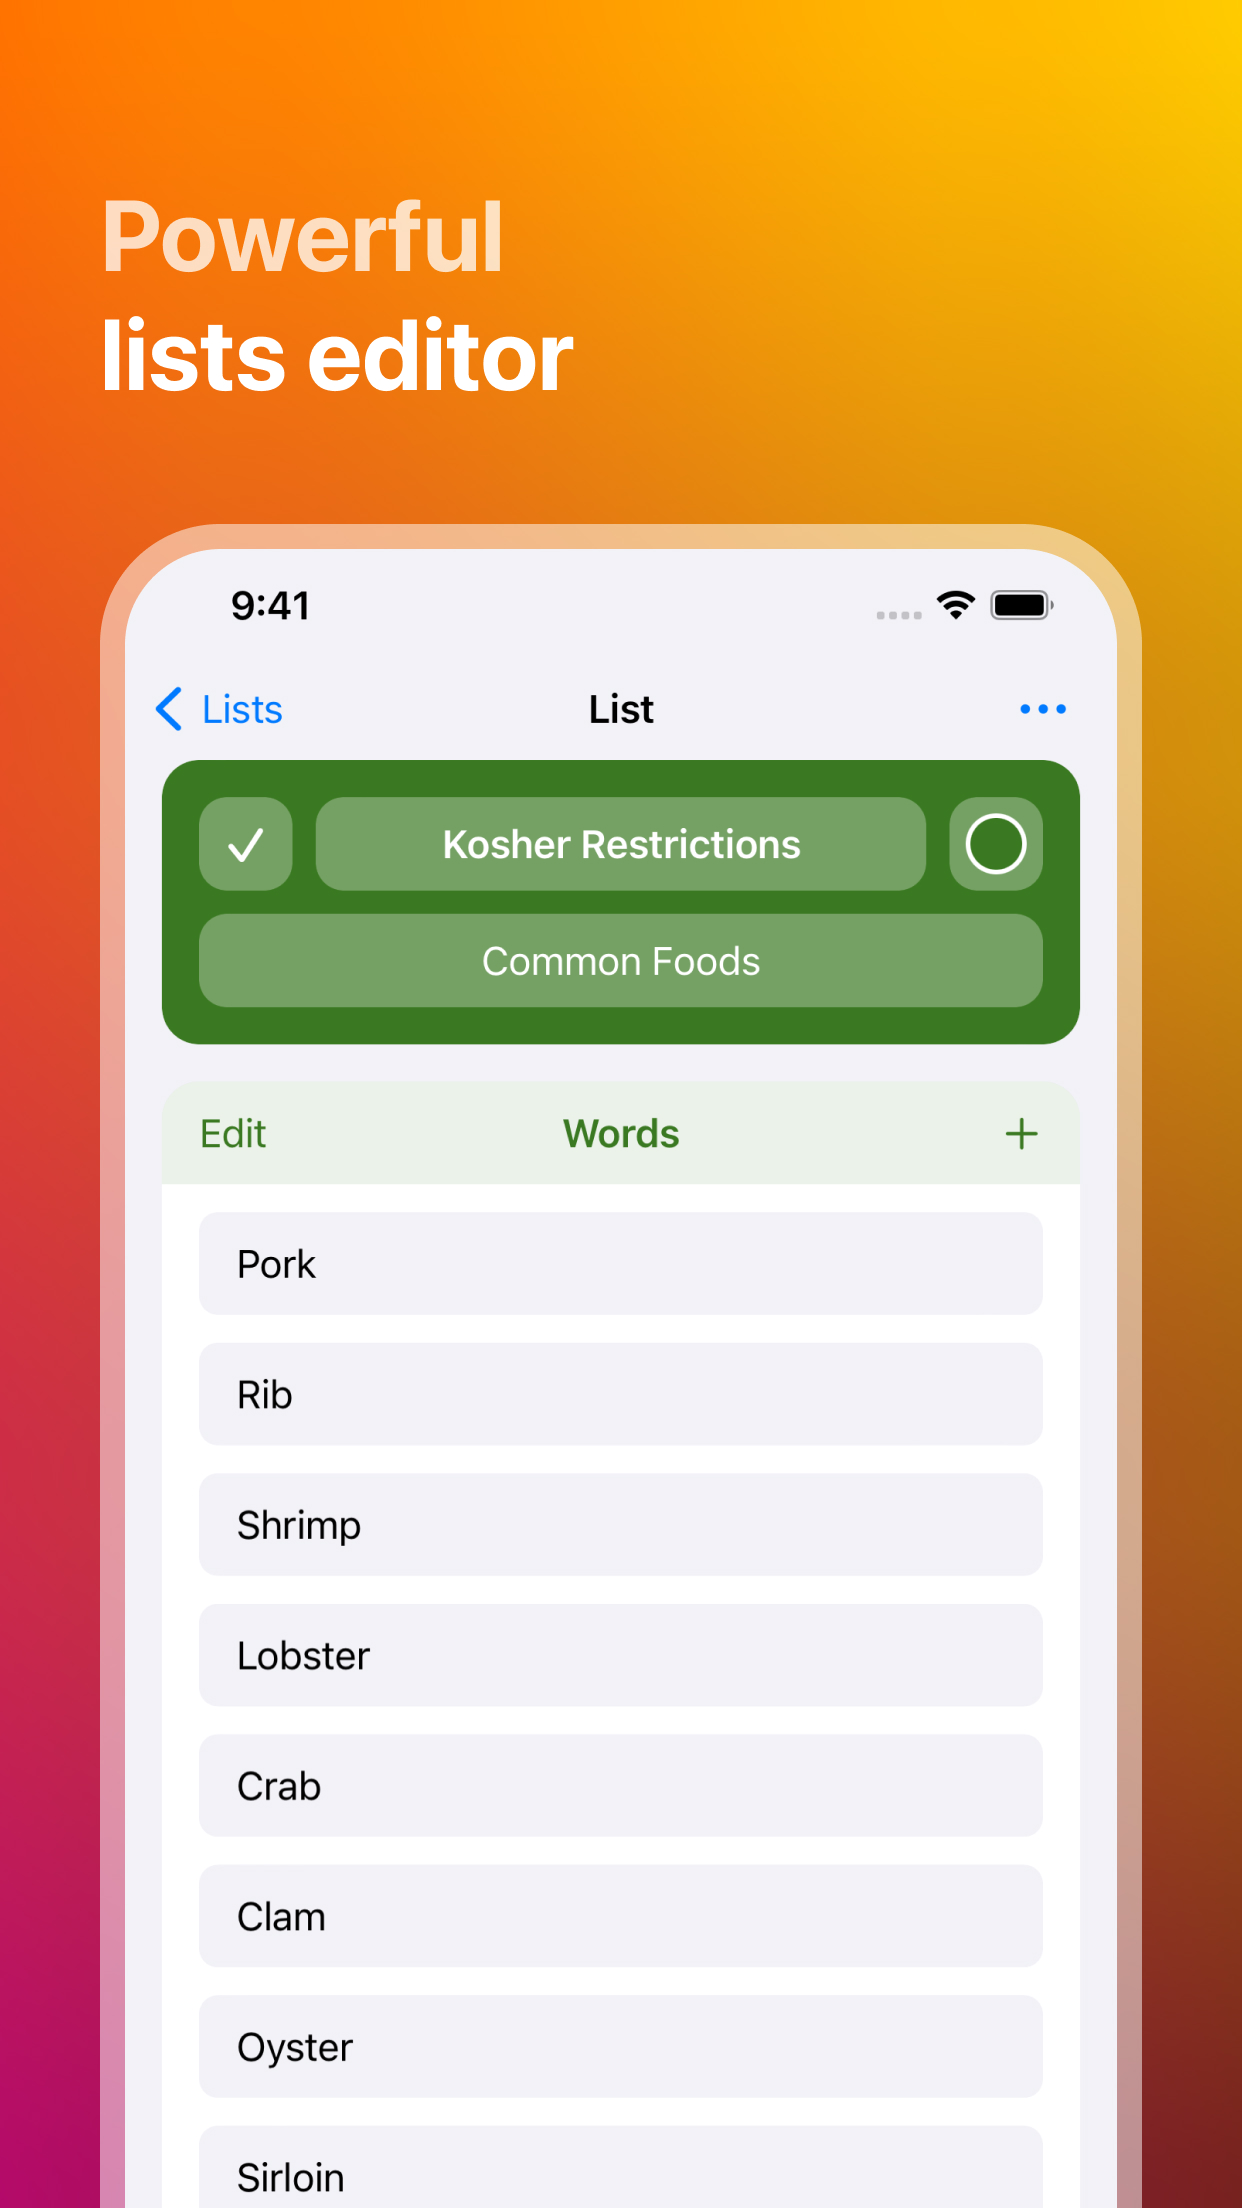 Powerful
lists editor
9:41
Lists
List
Kosher Restrictions
Common Foods
Edit
Words
Pork
Rib
Shrimp
Lobster
Crab
Clam
Oyster
Sirloin